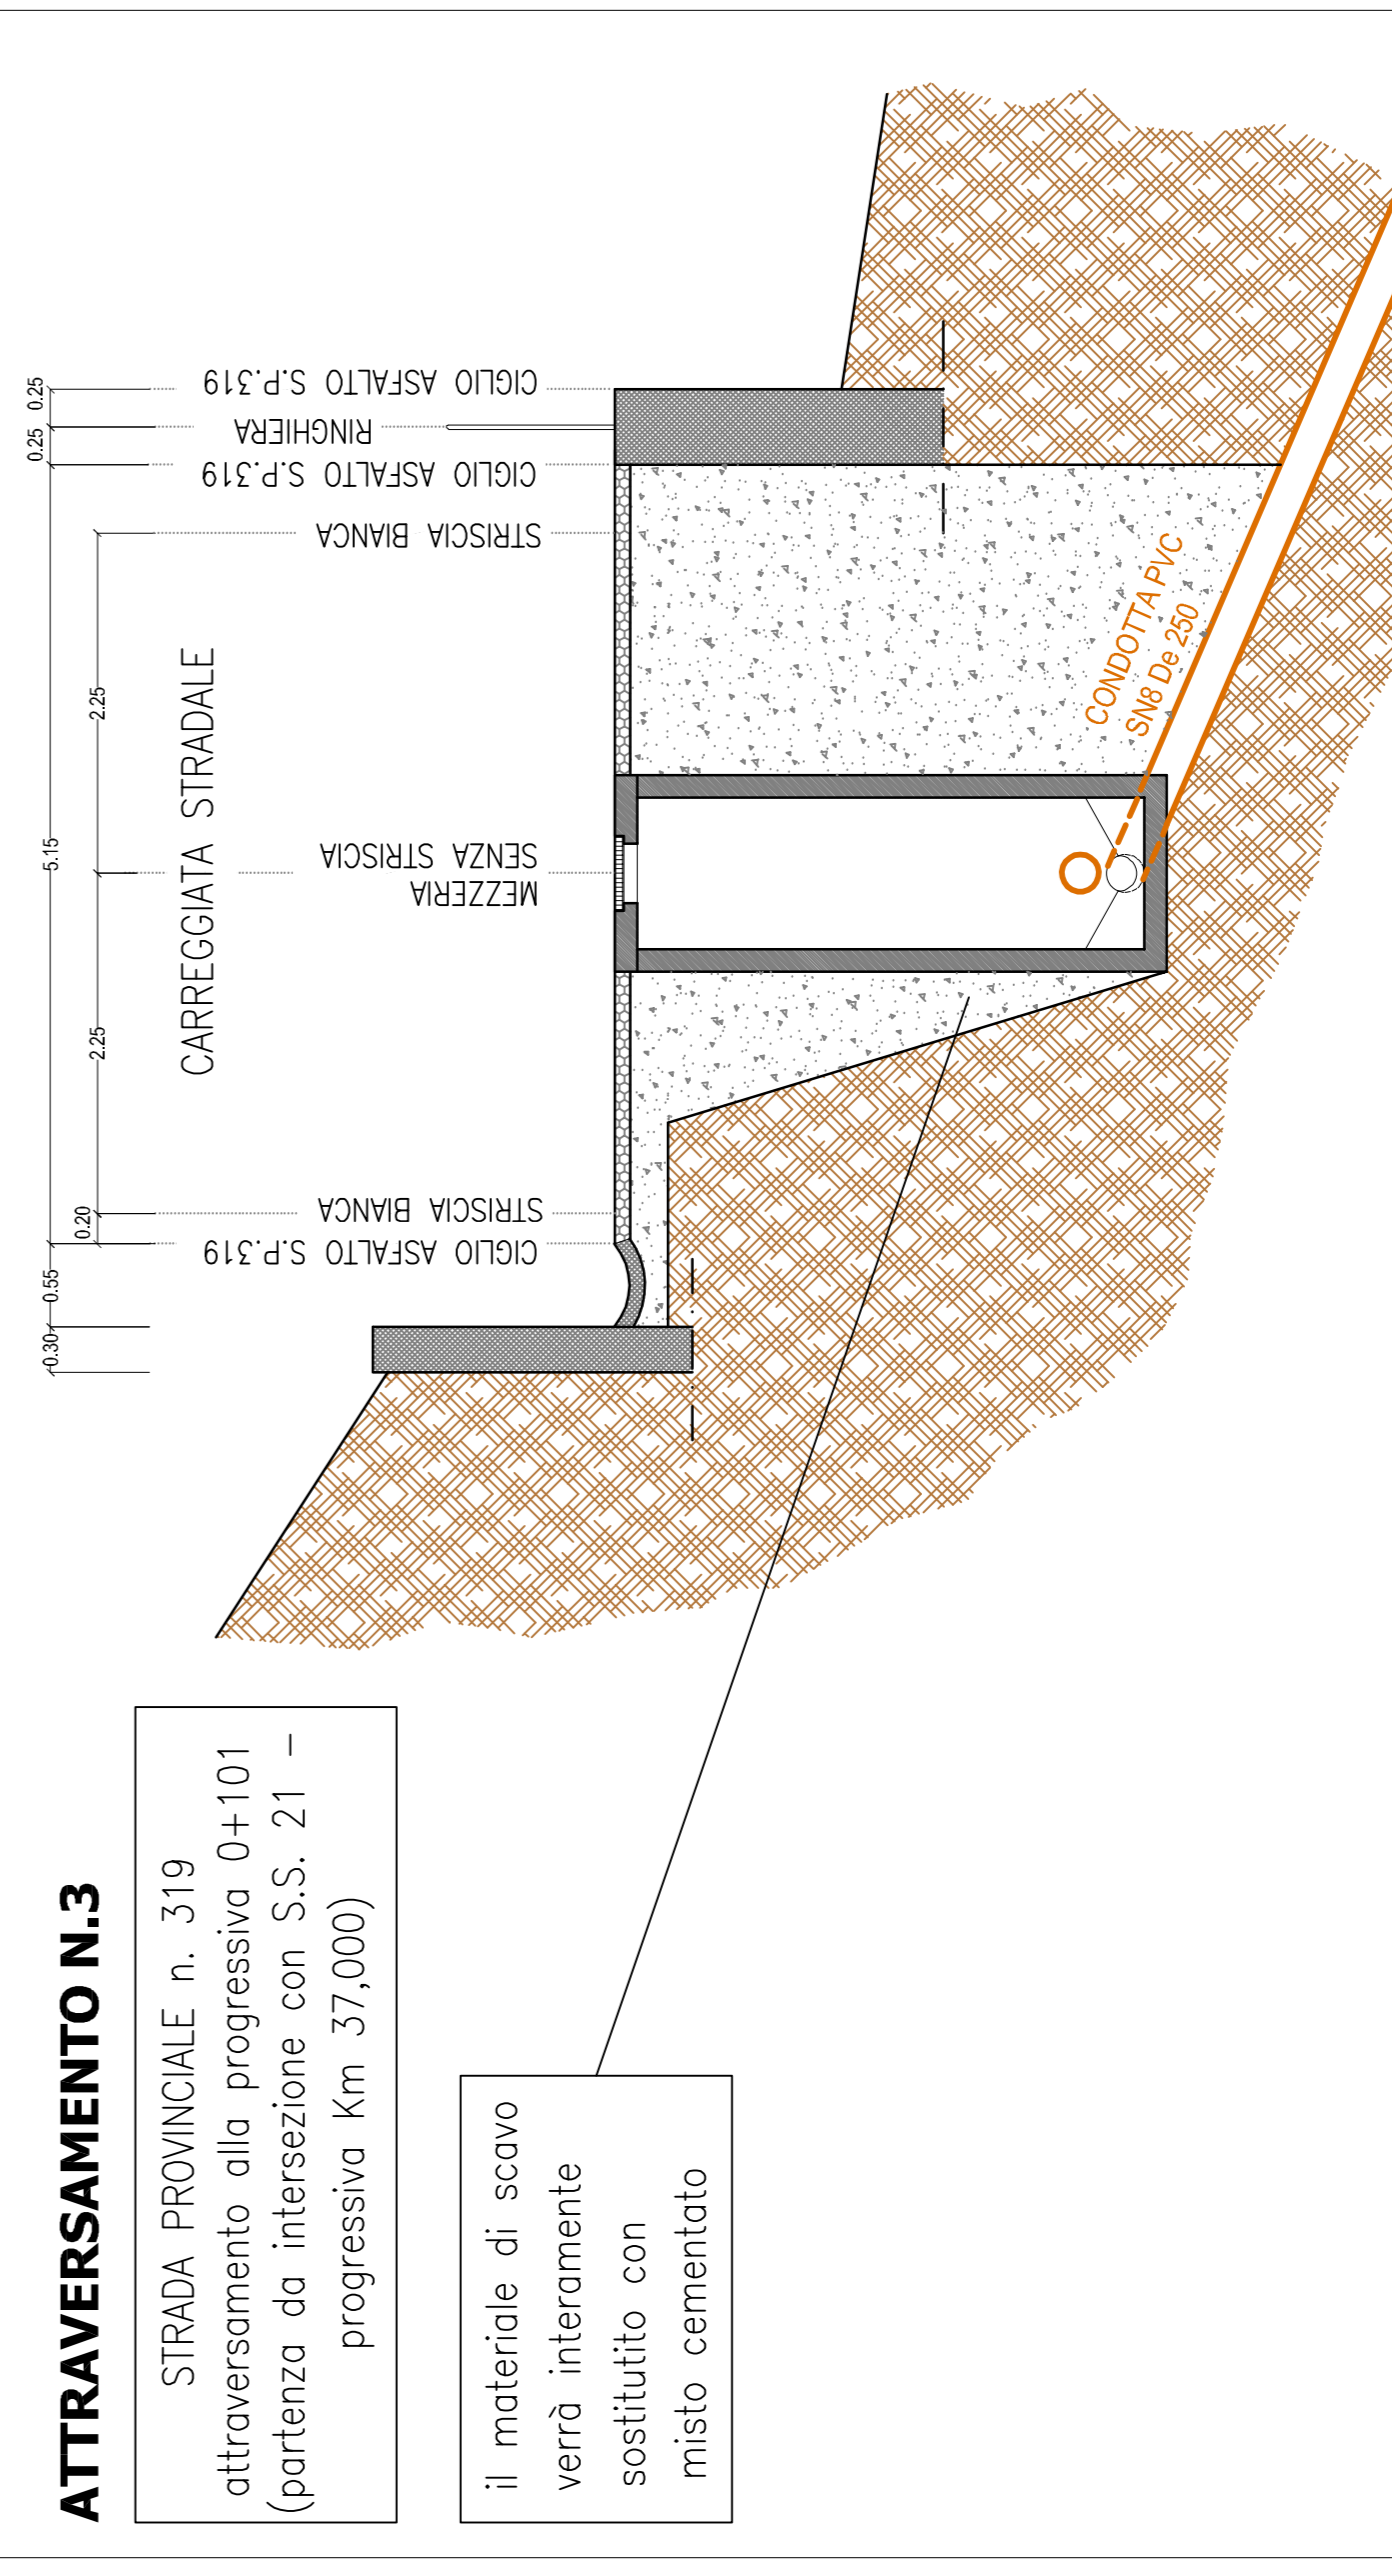 ATTRAVERSAMENTO N.3
STRADA PROVINCIALE n. 319
attraversamento alla progressiva 0+101
(partenza da intersezione con S.S. 21 –
progressiva Km 37,000)
il materiale di scavo
verrà interamente
sostitutito con
misto cementato
0.30
0.55
5.15
0.25
0.25
0.20
2.25
2.25
CARREGGIATA STRADALE
CIGLIO ASFALTO S.P.319
STRISCIA BIANCA
MEZZERIA
SENZA STRISCIA
STRISCIA BIANCA
CIGLIO ASFALTO S.P.319
RINGHIERA
CIGLIO ASFALTO S.P.319
CONDOTTA PVC
SN8 De 250